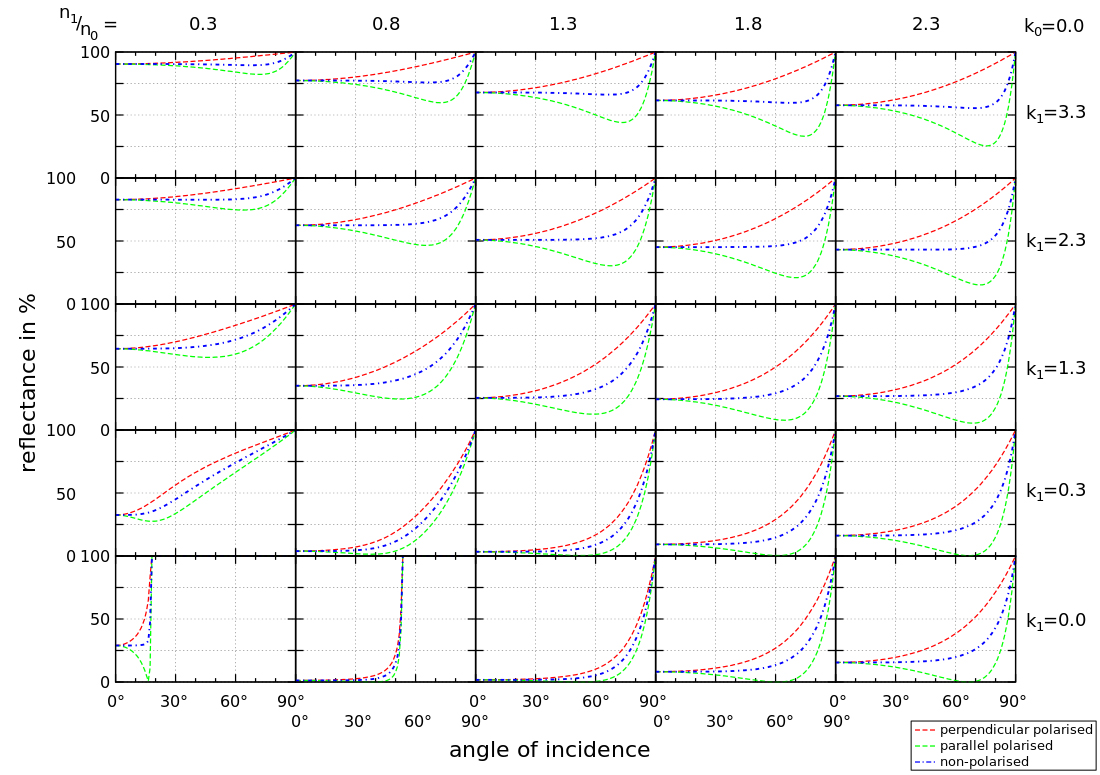 n1/n0 = 0.3 0.8 1.3 1.8 2.3 k0=0.0
100
50 k1=3.3
100 0
50 k1=2.3
0 100
50 k1=1.3
100 0
50 k1=0.3
0 100
50 k1=0.0
0
reflectance in %
0° 30° 60° 90° 0° 30° 60° 90° 0° 30° 60° 90°
0° 30° 60° 90° 0° 30° 60° 90°
angle of incidence
perpendicular polarised
parallel polarised
non-polarised